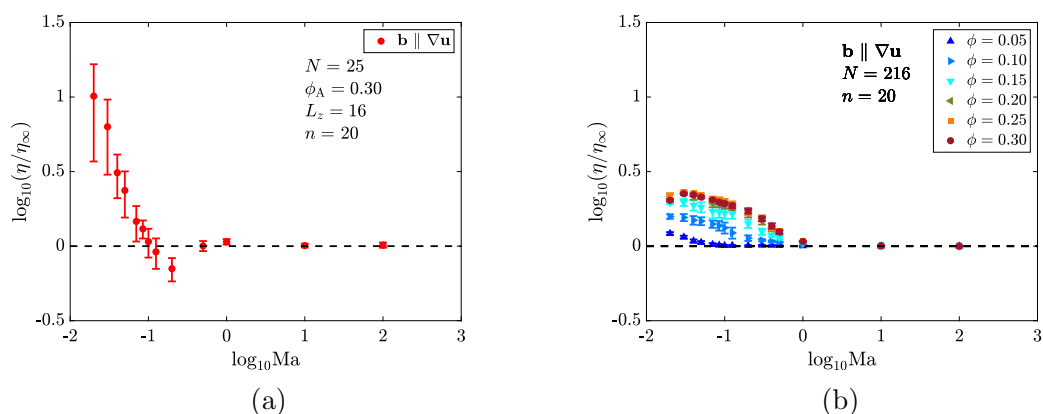 1.5
1
0.5
0
-0.5
-2
-1
0
1
2
3
log₁₀(η/η∞)
log₁₀Ma
b ∥ ∇u
N = 25
ϕ_A = 0.30
L_z = 16
n = 20
(a)
1.5
1
0.5
0
-0.5
-2
-1
0
1
2
3
log₁₀(η/η∞)
log₁₀Ma
b ∥ ∇u
N = 216
n = 20
ϕ = 0.05
ϕ = 0.10
ϕ = 0.15
ϕ = 0.20
ϕ = 0.25
ϕ = 0.30
(b)